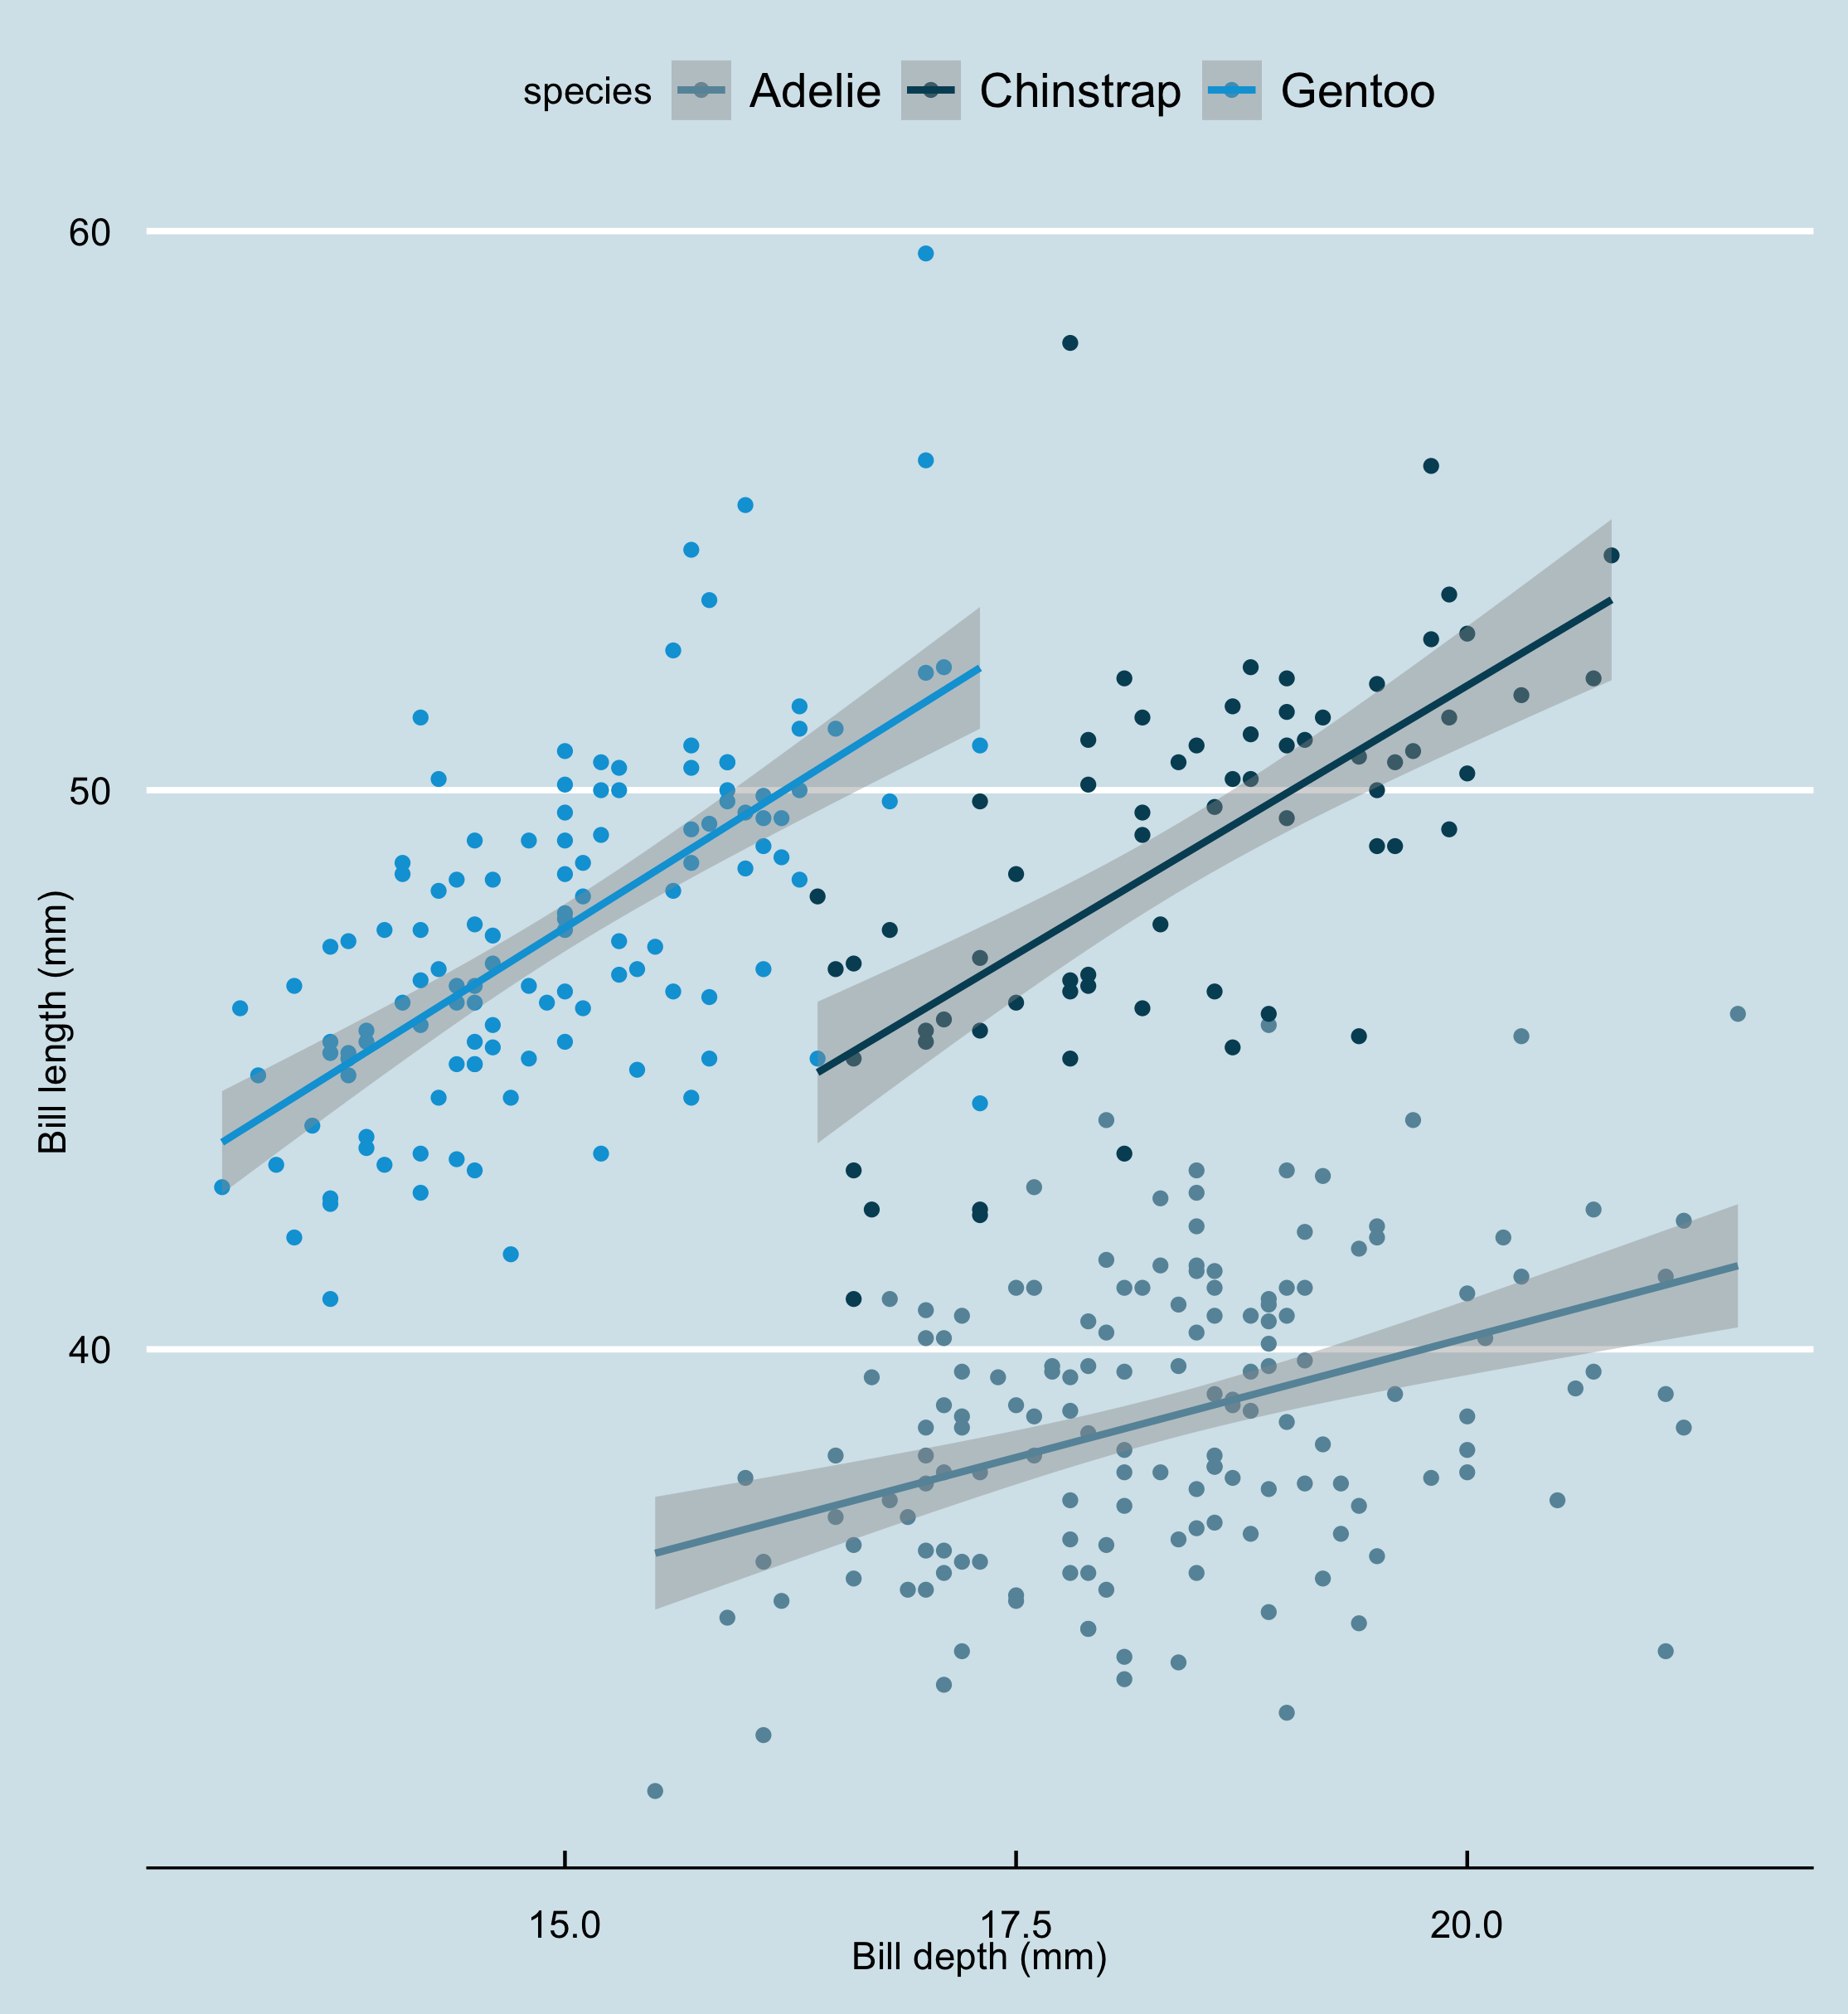 species Adelie Chinstrap Gentoo
60
50
40
Bill length (mm)
15.0 17.5 20.0
Bill depth (mm)